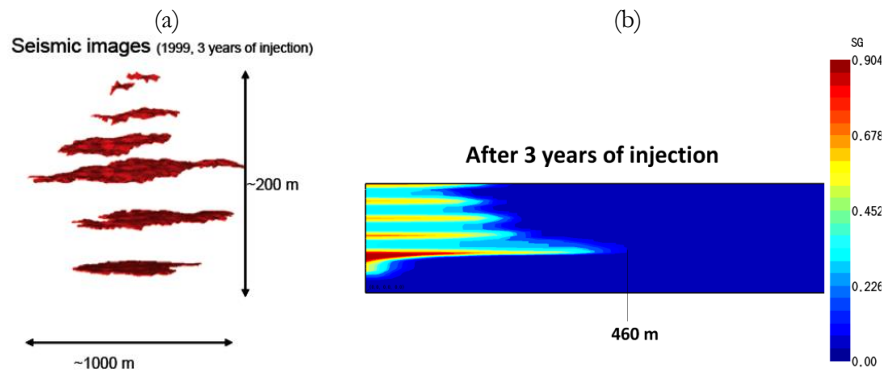 (a)
Seismic images (1999, 3 years of injection)
~200 m
~1000 m
(b)
After 3 years of injection
460 m
SG
0.904
0.678
0.452
0.226
0.00